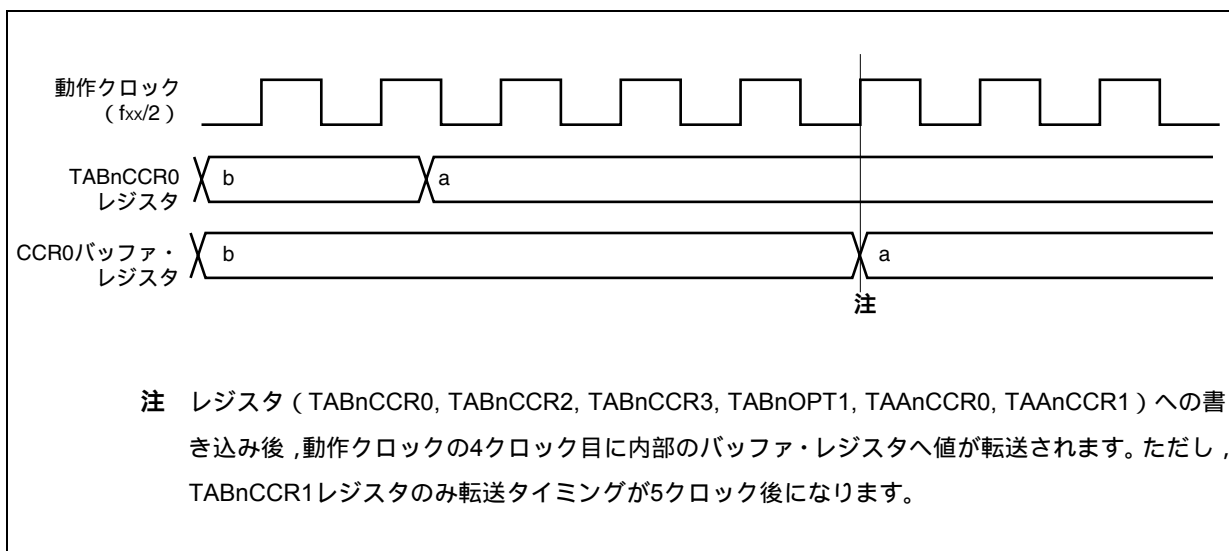 動作クロック
（fxx/2）
TABnCCR0
レジスタ
b
a
CCR0バッファ・
レジスタ
b
a
注
注 レジスタ（TABnCCR0, TABnCCR2, TABnCCR3, TABnOPT1, TAAnCCR0, TAAnCCR1）への書
き込み後，動作クロックの4クロック目に内部のバッファ・レジスタへ値が転送されます。ただし，
TABnCCR1レジスタのみ転送タイミングが5クロック後になります。